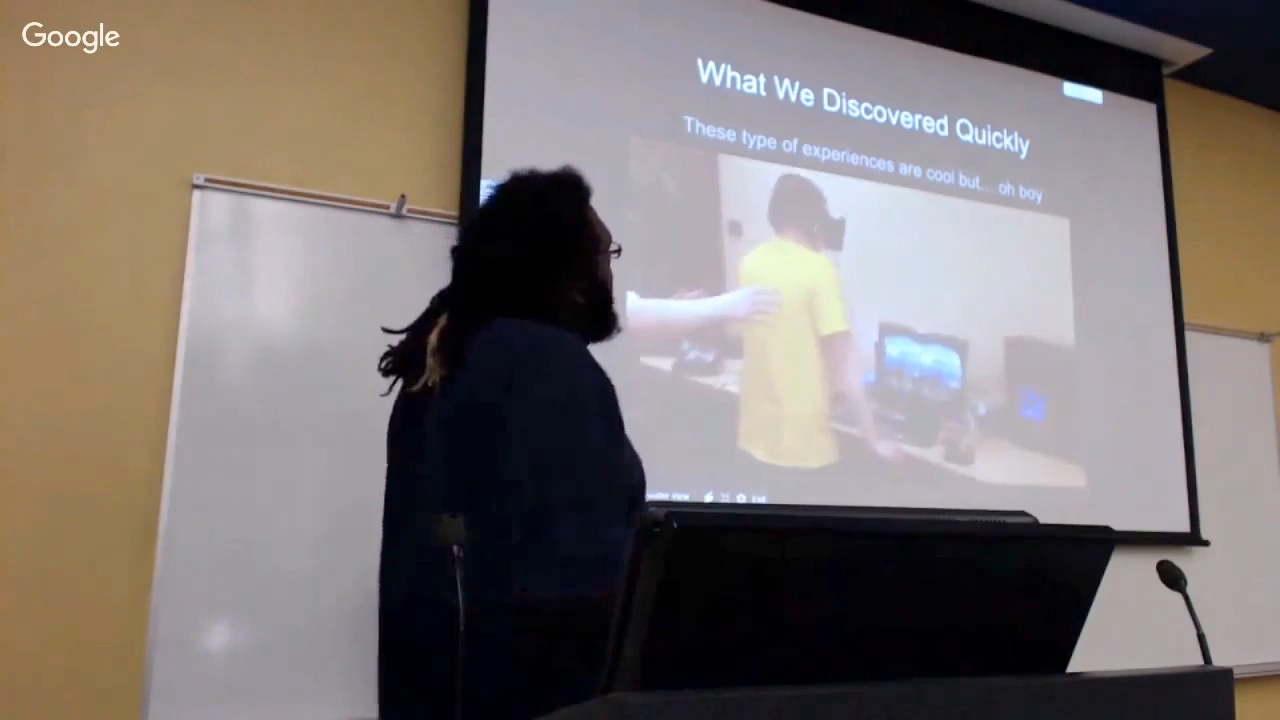 Google
What We Discovered Quickly
These type of experiences are cool but... oh boy